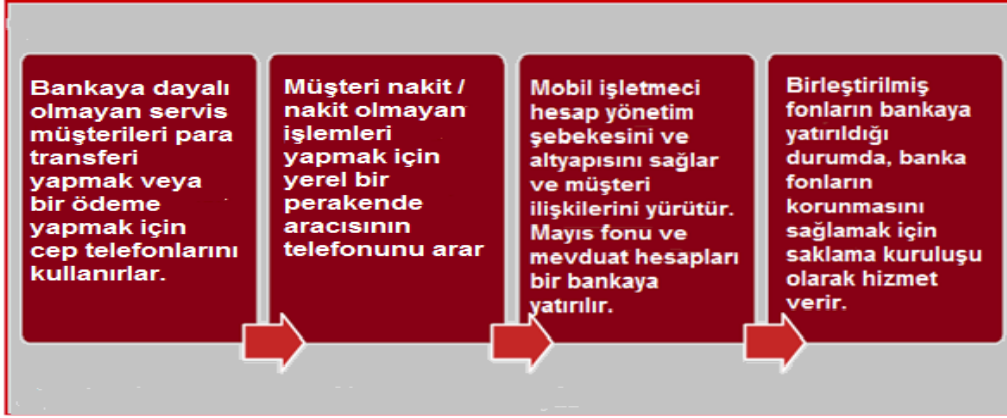 Bankaya dayalı
olmayan servis
müşterileri para
transferi
yapmak veya
bir ödeme
yapmak için
cep telefonlarını
kullanırlar.
Müşteri nakit /
nakit olmayan
işlemleri
yapmak için
yerel bir
perakende
aracısının
telefonunu arar
Mobil işletmeci
hesap yönetim
şebekesini ve
altyapısını sağlar
ve müşteri
ilişkilerini yürütür.
Mayıs fonu ve
mevduat hesapları
bir bankaya
yatırılır.
Birleştirilmiş
fonların bankaya
yatırıldığı
durumda, banka
fonların
korunmasını
sağlamak için
saklama kuruluşu
olarak hizmet
verir.